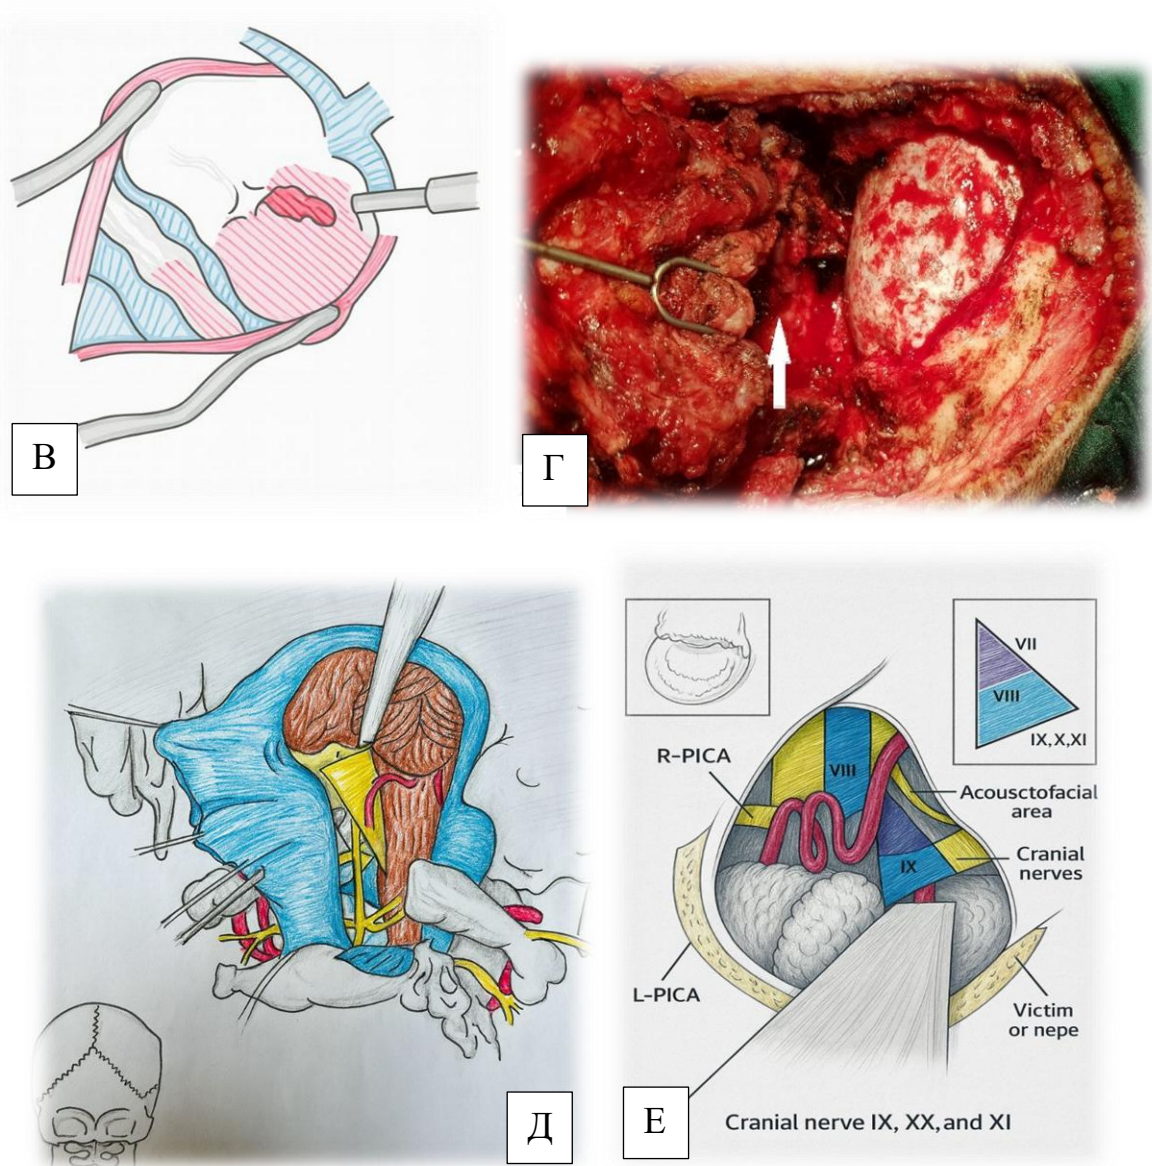 В
Г
Д
VII
VIII
IX,X,XI
R-PICA
VIII
Acousctofacial
area
Cranial
nerves
IX
L-PICA
Victim
or nepe
Е
Cranial nerve IX, XX, and XI